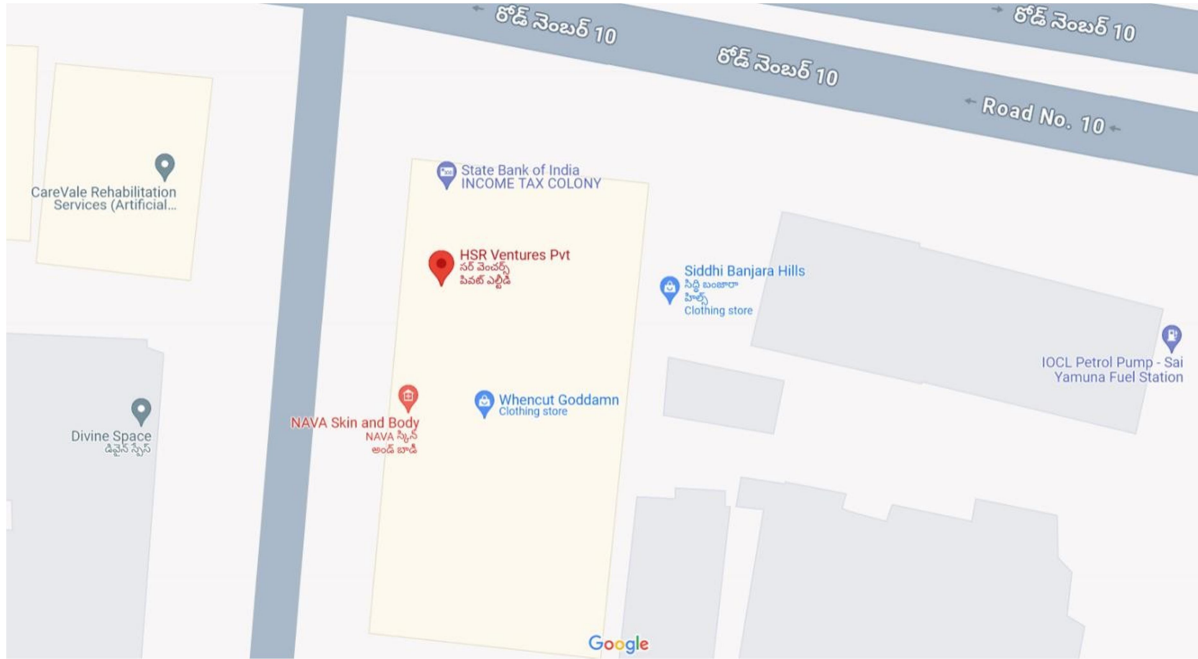 ← రోడ్ నెంబర్ 10
→ రోడ్ నెంబర్ 10
రోడ్ నెంబర్ 10
← Road No. 10 ←
State Bank of India
INCOME TAX COLONY
CareVale Rehabilitation
Services (Artificial...
HSR Ventures Pvt
సర్ వెంచర్స్
పివట్ ఎల్టీడీ
Siddhi Banjara Hills
సిద్ధి బంజారా
హిల్స్
Clothing store
IOCL Petrol Pump - Sai
Yamuna Fuel Station
NAVA Skin and Body
NAVA స్కిన్
అండ్ బాడీ
Whencut Goddamn
Clothing store
Divine Space
డివైన్ స్పేస్
Google